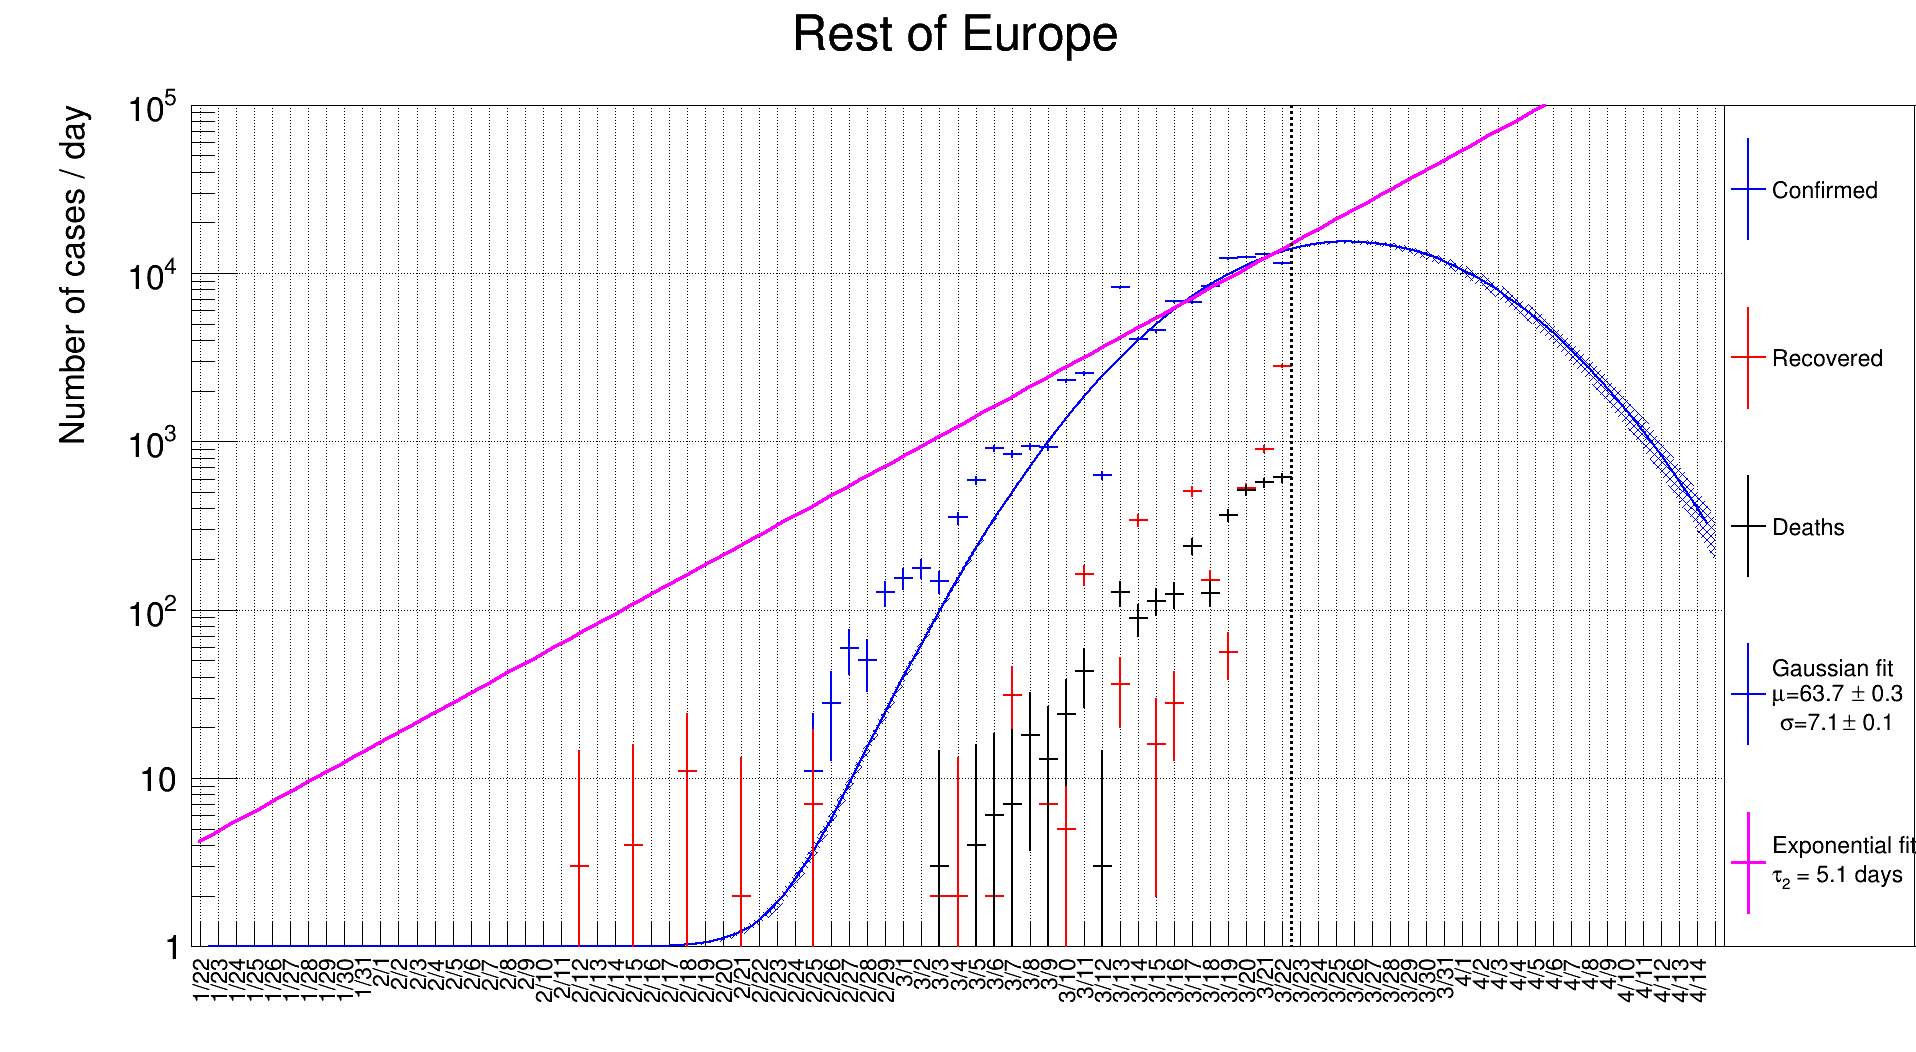 Rest of Europe
Number of cases / day
10^5
10^4
10^3
10^2
10
1
1/22 1/23 1/24 1/25 1/26 1/27 1/28 1/29 1/30 1/31 2/1 2/2 2/3 2/4 2/5 2/6 2/7 2/8 2/9 2/10 2/11 2/12 2/13 2/14 2/15 2/16 2/17 2/18 2/19 2/20 2/21 2/22 2/23 2/24 2/25 2/26 2/27 2/28 2/29 3/1 3/2 3/3 3/4 3/5 3/6 3/7 3/8 3/9 3/10 3/11 3/12 3/13 3/14 3/15 3/16 3/17 3/18 3/19 3/20 3/21 3/22 3/23 3/24 3/25 3/26 3/27 3/28 3/29 3/30 3/31 4/1 4/2 4/3 4/4 4/5 4/6 4/7 4/8 4/9 4/10 4/11 4/12 4/13 4/14
Confirmed
Recovered
Deaths
Gaussian fit
μ=63.7 ± 0.3
σ=7.1 ± 0.1
Exponential fit
τ₂ = 5.1 days